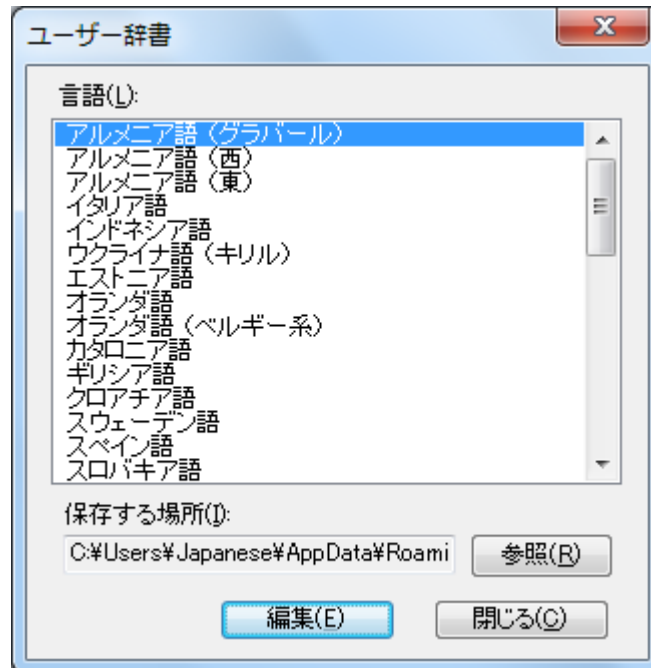 ユーザー辞書
言語(L):
アルメニア語（グラバール）
アルメニア語（西）
アルメニア語（東）
イタリア語
インドネシア語
ウクライナ語（キリル）
エストニア語
オランダ語
オランダ語（ベルギー系）
カタロニア語
ギリシア語
クロアチア語
スウェーデン語
スペイン語
スロバキア語
保存する場所(I):
C:¥Users¥Japanese¥AppData¥Roami 参照(R)
編集(E) 閉じる(C)